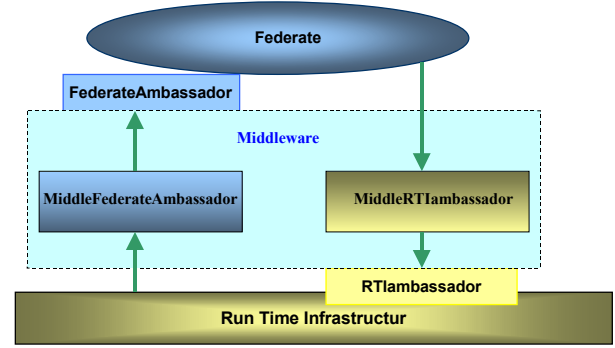 Federate
FederateAmbassador
Middleware
MiddleFederateAmbassador
MiddleRTIambassador
RTIambassador
Run Time Infrastructur